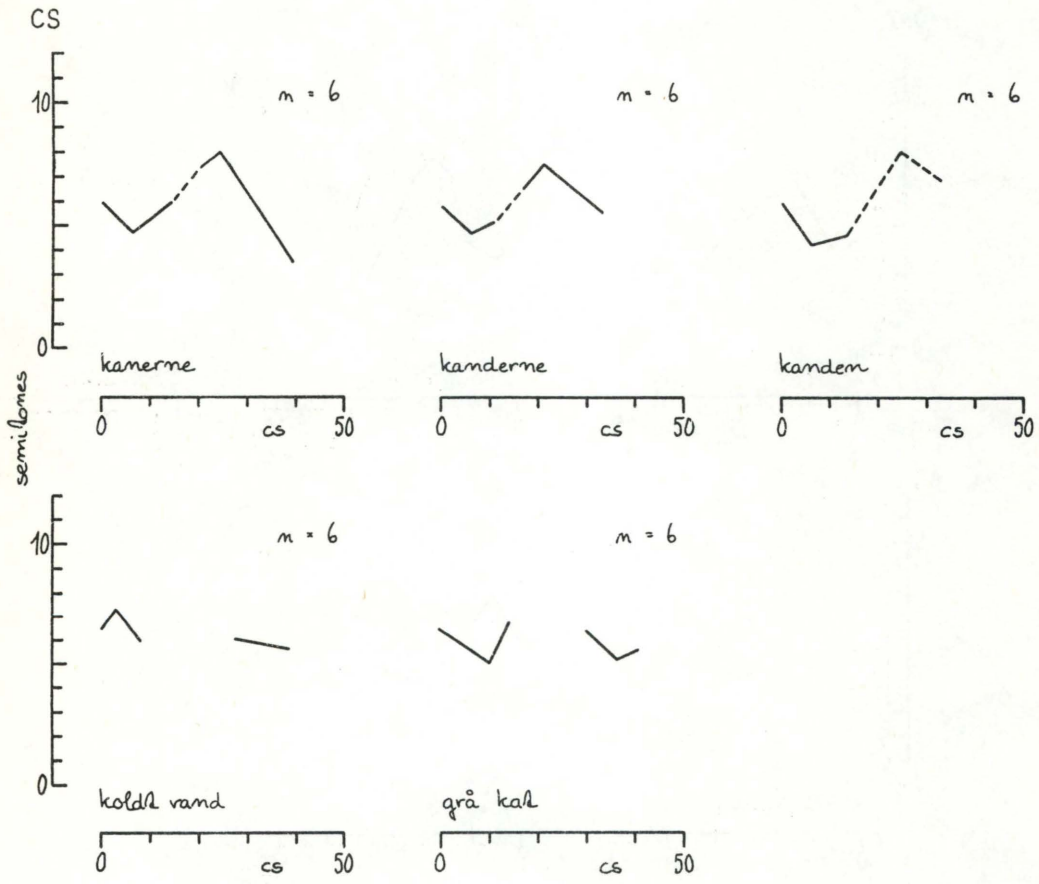 CS
10
n = 6
n = 6
n = 6
0
kanerne
kanderne
kanden
0 cs 50
0 cs 50
0 cs 50
semitones
10
n = 6
n = 6
0
koldt vand
grå kat
0 cs 50
0 cs 50